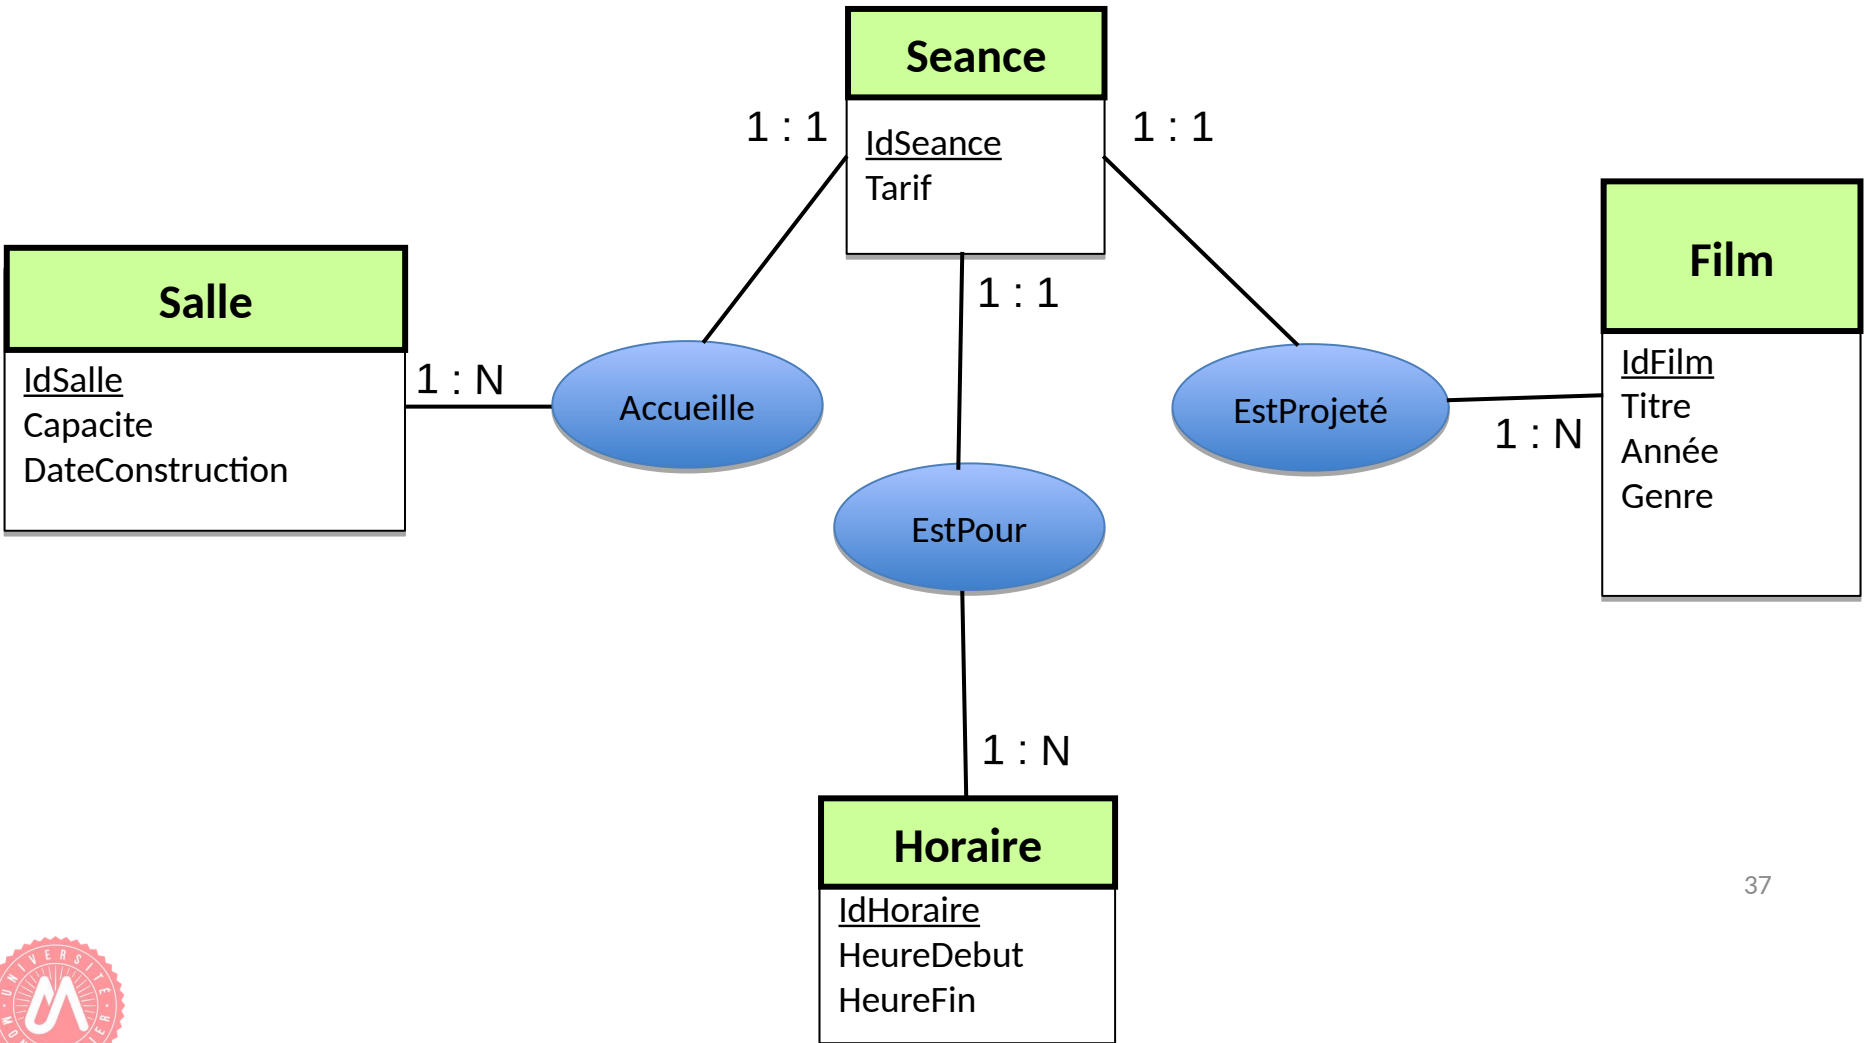 Seance
1 : 1
1 : 1
IdSeance
Tarif
1 : 1
Salle
IdSalle
Capacite
DateConstruction
1 : N
Accueille
EstPour
EstProjeté
1 : N
Film
IdFilm
Titre
Année
Genre
1 : N
Horaire
IdHoraire
HeureDebut
HeureFin
37
UNIVERSITÉ